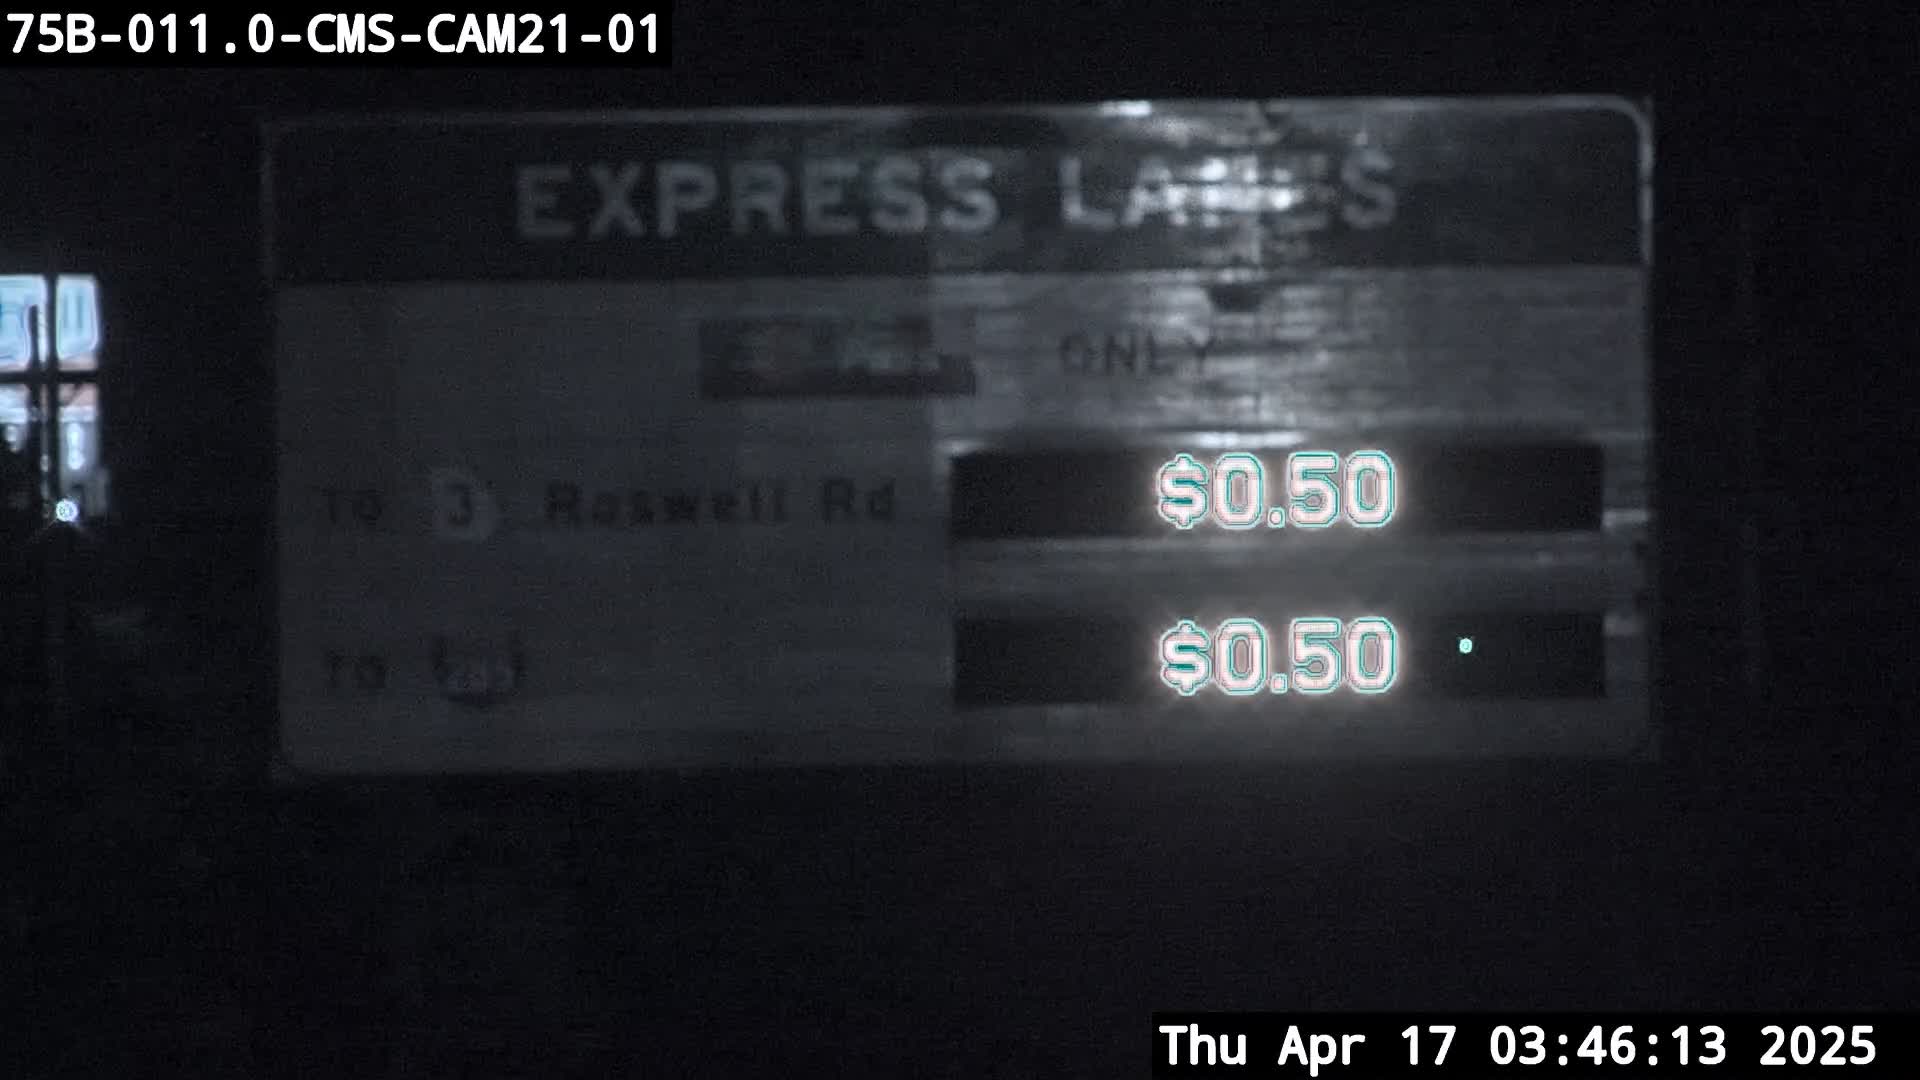 75B-011.0-CMS-CAM21-01
EXPRESS LANES
ONLY
TO 3 Roswell Rd $0.50
TO $0.50
Thu Apr 17 03:46:13 2025